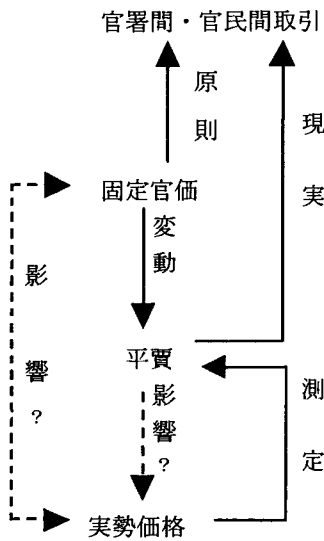 官署間・官民間取引
原則
現実
固定官価
変動
影響？
平賈
影響？
測定
実勢価格